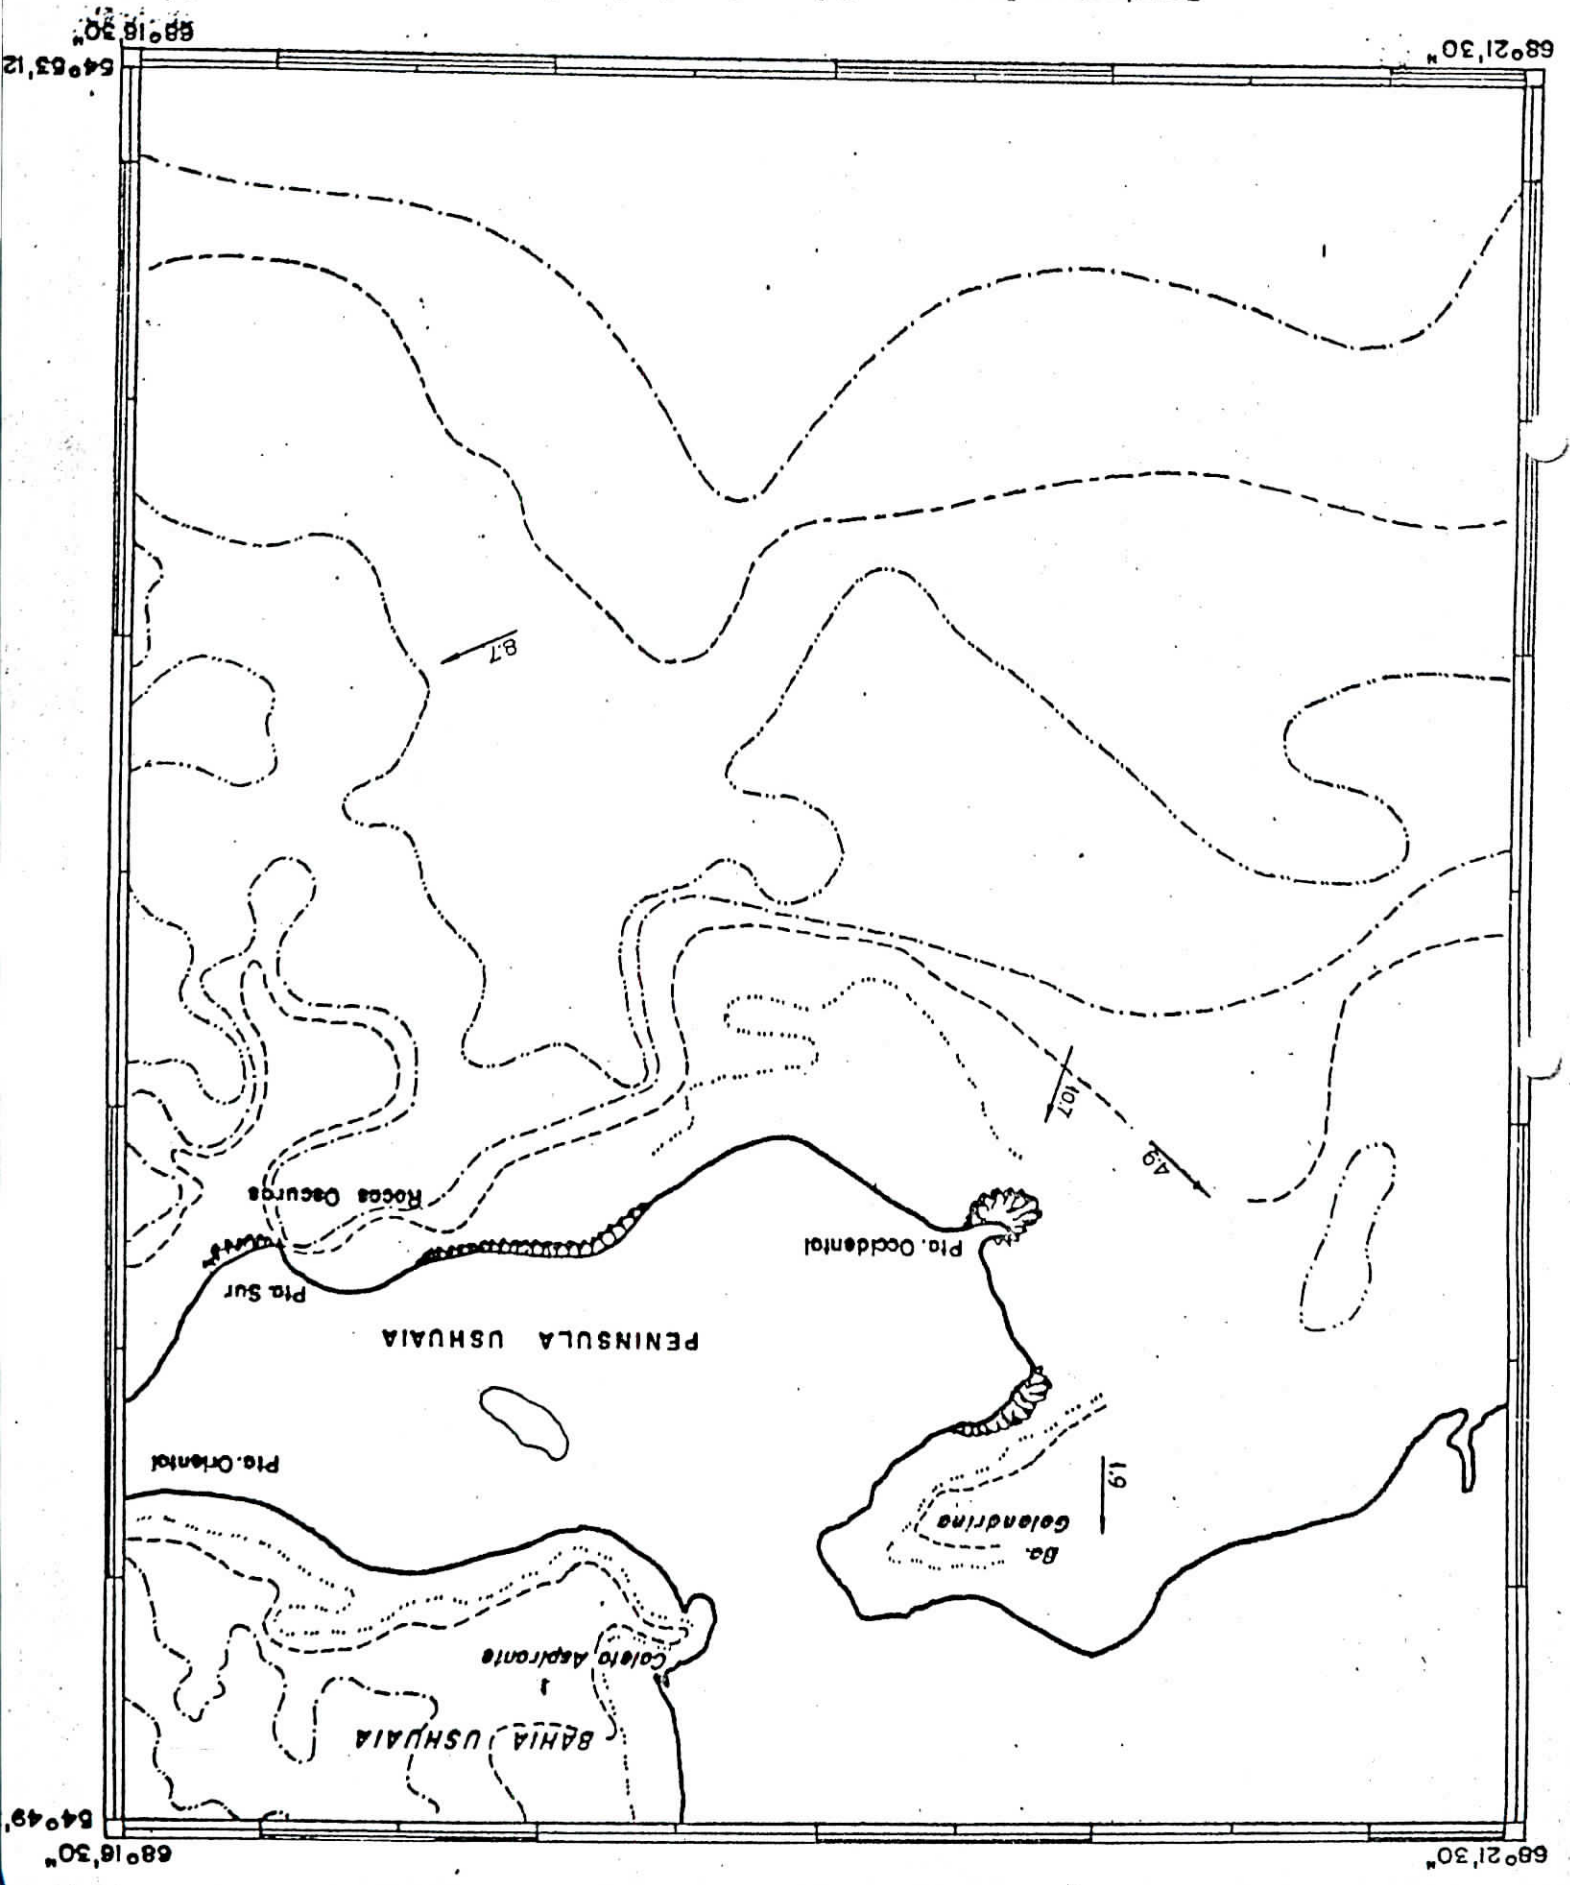 68°21'30"
68°16'30"
54°49'
BAHIA USHUAIA
Caleta Aspirante
Ba.
Golondrina
1.9
Pta. Oriental
PENINSULA USHUAIA
Pta. Sur
Pta. Occidental
Rocas Oscuras
4.9
10.7
8.7
54°53',12
68°21'30"
68°16'30"